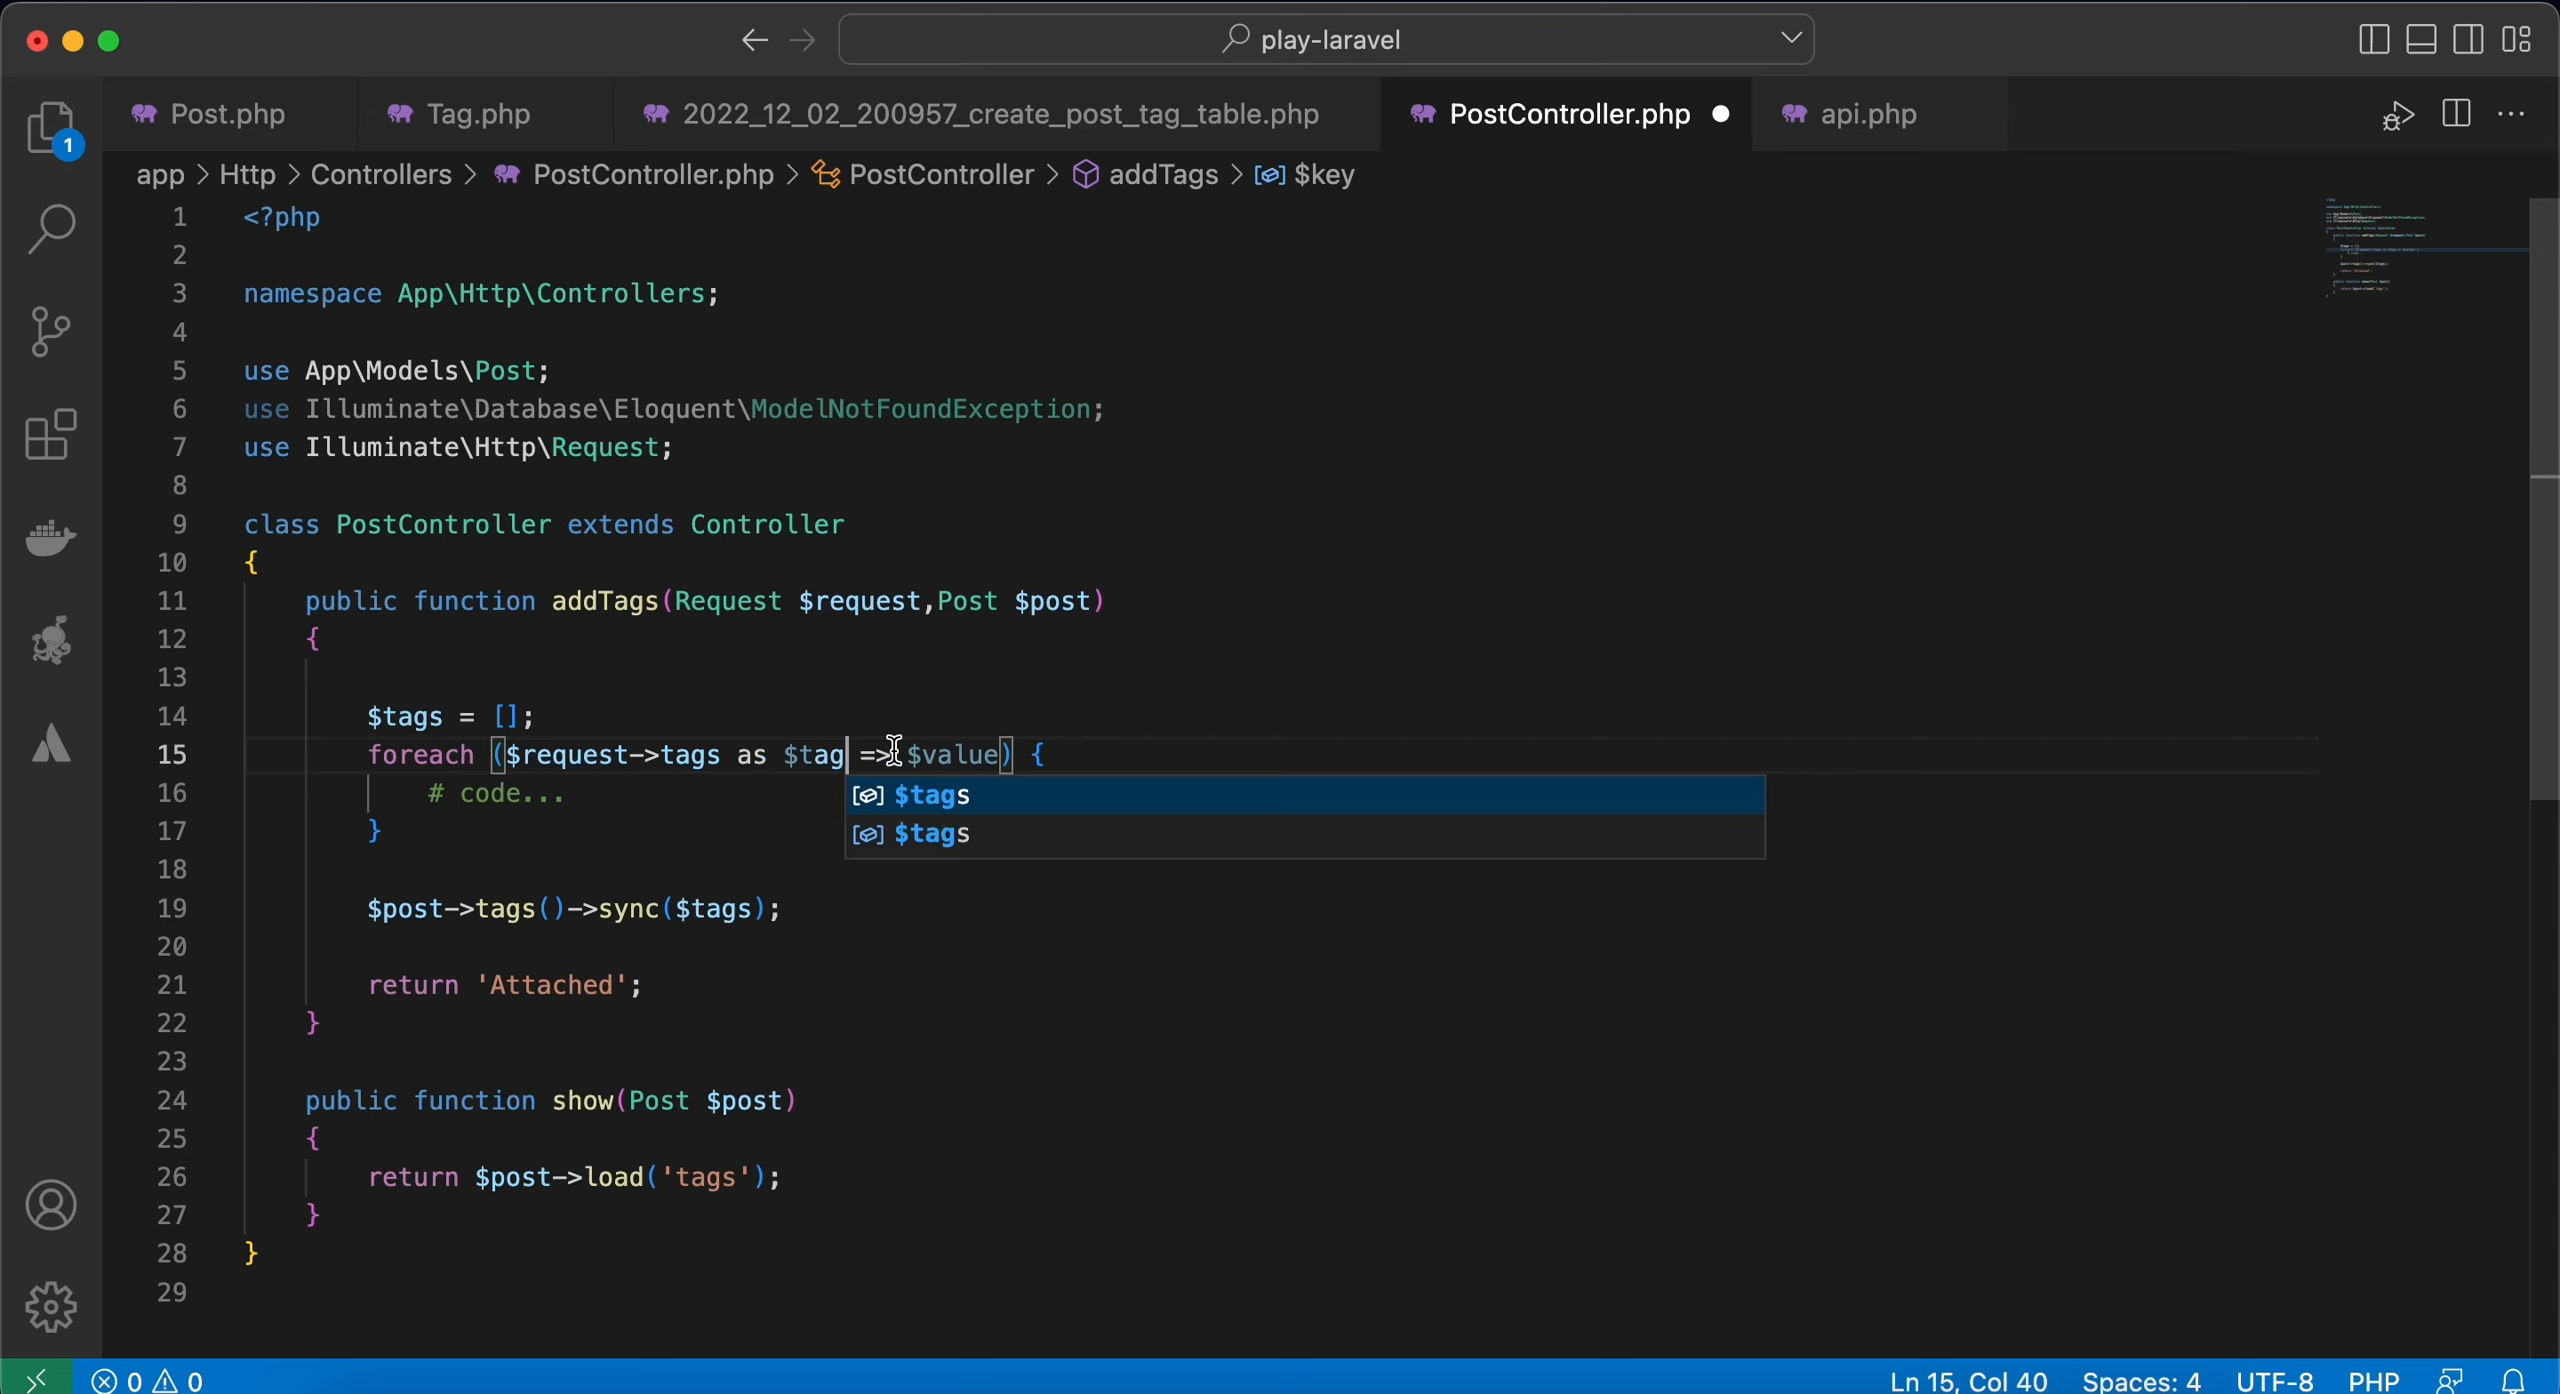 play-laravel
Post.php
Tag.php
2022_12_02_200957_create_post_tag_table.php
PostController.php
api.php
1
app > Http > Controllers > PostController.php > PostController > addTags > $key
1 <?php
2
3 namespace App\Http\Controllers;
4
5 use App\Models\Post;
6 use Illuminate\Database\Eloquent\ModelNotFoundException;
7 use Illuminate\Http\Request;
8
9 class PostController extends Controller
10 {
11     public function addTags(Request $request,Post $post)
12     {
13
14         $tags = [];
15         foreach ($request->tags as $tag => $value) {
16             # code...
$tags
17         }
$tags
18
19         $post->tags()->sync($tags);
20
21         return 'Attached';
22     }
23
24     public function show(Post $post)
25     {
26         return $post->load('tags');
27     }
28 }
29
0 0
Ln 15, Col 40
Spaces: 4
UTF-8
PHP